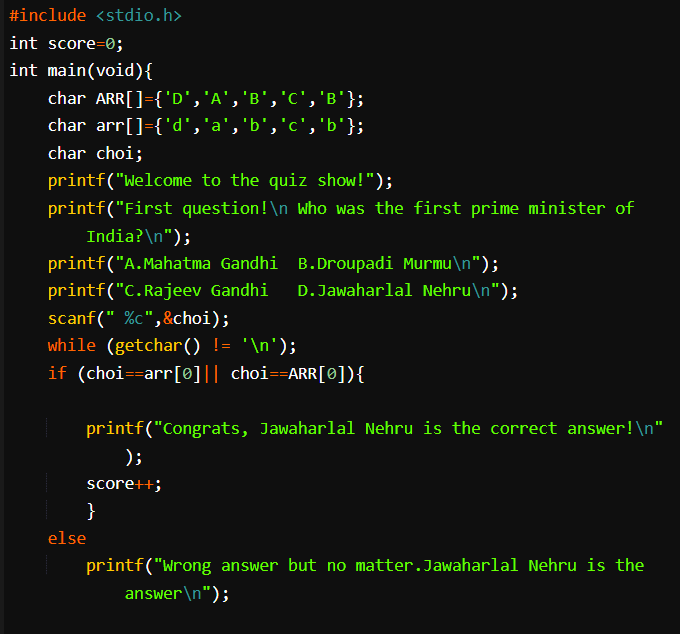 #include <stdio.h>
int score=0;
int main(void){
    char ARR[]={'D','A','B','C','B'};
    char arr[]={'d','a','b','c','b'};
    char choi;
    printf("Welcome to the quiz show!");
    printf("First question!\n Who was the first prime minister of
        India?\n");
    printf("A.Mahatma Gandhi  B.Droupadi Murmu\n");
    printf("C.Rajeev Gandhi   D.Jawaharlal Nehru\n");
    scanf(" %c",&choi);
    while (getchar() != '\n');
    if (choi==arr[0]|| choi==ARR[0]){
        printf("Congrats, Jawaharlal Nehru is the correct answer!\n"
            );
        score++;
        }
    else
        printf("Wrong answer but no matter.Jawaharlal Nehru is the
            answer\n");